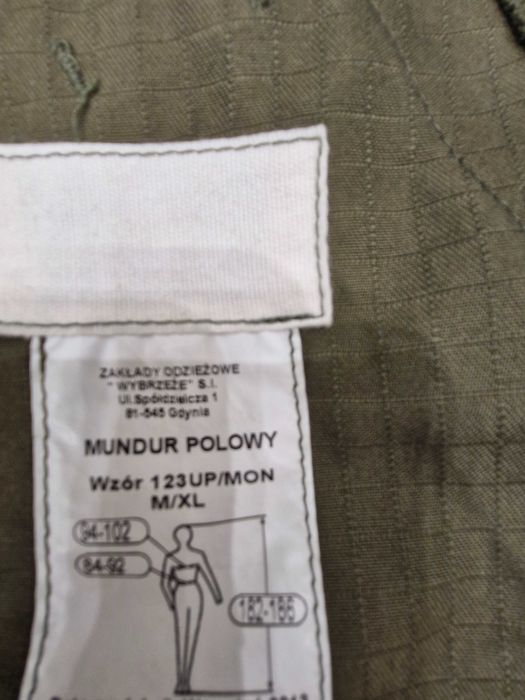 ZAKŁADY ODZIEŻOWE
"WYBRZEŻE" S.I.
Ul.Spółdzielcza 1
81-545 Gdynia
MUNDUR POLOWY
Wzór 123UP/MON
M/XL
94-102
84-92
182-186